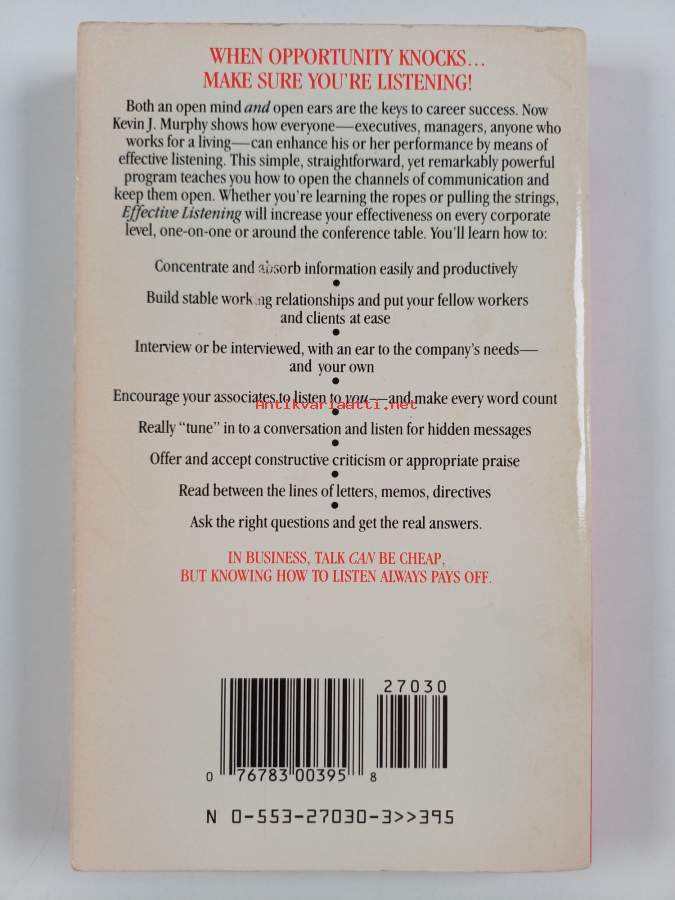 WHEN OPPORTUNITY KNOCKS...
MAKE SURE YOU'RE LISTENING!
Both an open mind and open ears are the keys to career success. Now
Kevin J. Murphy shows how everyone—executives, managers, anyone who
works for a living—can enhance his or her performance by means of
effective listening. This simple, straightforward, yet remarkably powerful
program teaches you how to open the channels of communication and
keep them open. Whether you're learning the ropes or pulling the strings,
Effective Listening will increase your effectiveness on every corporate
level, one-on-one or around the conference table. You'll learn how to:
Concentrate and absorb information easily and productively
•
Build stable working relationships and put your fellow workers
and clients at ease
•
Interview or be interviewed, with an ear to the company's needs—
and your own
•
Encourage your associates to listen to you—and make every word count
Antikvariaatti.net
•
Really "tune" in to a conversation and listen for hidden messages
•
Offer and accept constructive criticism or appropriate praise
•
Read between the lines of letters, memos, directives
•
Ask the right questions and get the real answers.
IN BUSINESS, TALK CAN BE CHEAP,
BUT KNOWING HOW TO LISTEN ALWAYS PAYS OFF.
27030
0 76783 00395 8
N 0-553-27030-3>>395